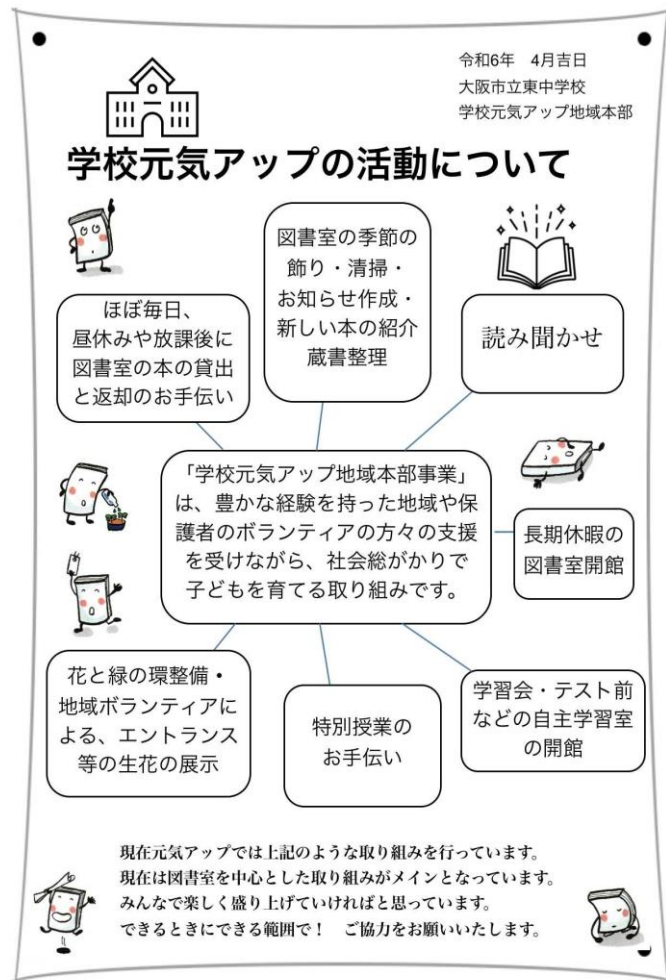 令和6年　4月吉日
大阪市立東中学校
学校元気アップ地域本部
学校元気アップの活動について
ほぼ毎日、
昼休みや放課後に
図書室の本の貸出
と返却のお手伝い
図書室の季節の
飾り・清掃・
お知らせ作成・
新しい本の紹介
蔵書整理
読み聞かせ
「学校元気アップ地域本部事業」
は、豊かな経験を持った地域や保
護者のボランティアの方々の支援
を受けながら、社会総がかりで
子どもを育てる取り組みです。
長期休暇の
図書室開館
花と緑の環整備・
地域ボランティアに
よる、エントランス
等の生花の展示
特別授業の
お手伝い
学習会・テスト前
などの自主学習室
の開館
現在元気アップでは上記のような取り組みを行っています。
現在は図書室を中心とした取り組みがメインとなっています。
みんなで楽しく盛り上げていければと思っています。
できるときにできる範囲で！　ご協力をお願いいたします。